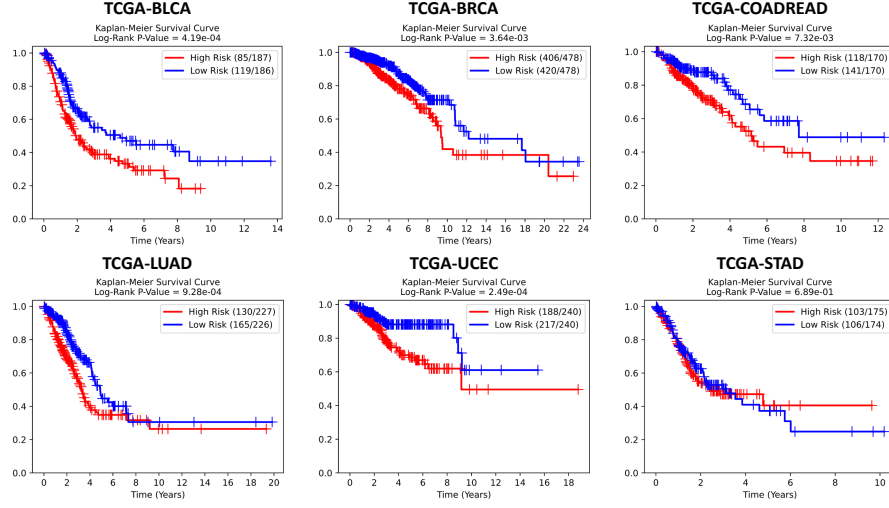 TCGA-BLCA
Kaplan-Meier Survival Curve
Log-Rank P-Value = 4.19e-04
High Risk (85/187)
Low Risk (119/186)
1.0
0.8
0.6
0.4
0.2
0.0
0 2 4 6 8 10 12 14
Time (Years)
TCGA-BRCA
Kaplan-Meier Survival Curve
Log-Rank P-Value = 3.64e-03
High Risk (406/478)
Low Risk (420/478)
1.0
0.8
0.6
0.4
0.2
0.0
0 2 4 6 8 10 12 14 16 18 20 22 24
Time (Years)
TCGA-COADREAD
Kaplan-Meier Survival Curve
Log-Rank P-Value = 7.32e-03
High Risk (118/170)
Low Risk (141/170)
1.0
0.8
0.6
0.4
0.2
0.0
0 2 4 6 8 10 12
Time (Years)
TCGA-LUAD
Kaplan-Meier Survival Curve
Log-Rank P-Value = 9.28e-04
High Risk (130/227)
Low Risk (165/226)
1.0
0.8
0.6
0.4
0.2
0.0
0 2 4 6 8 10 12 14 16 18 20
Time (Years)
TCGA-UCEC
Kaplan-Meier Survival Curve
Log-Rank P-Value = 2.49e-04
High Risk (188/240)
Low Risk (217/240)
1.0
0.8
0.6
0.4
0.2
0.0
0 2 4 6 8 10 12 14 16 18
Time (Years)
TCGA-STAD
Kaplan-Meier Survival Curve
Log-Rank P-Value = 6.89e-01
High Risk (103/175)
Low Risk (106/174)
1.0
0.8
0.6
0.4
0.2
0.0
0 2 4 6 8 10
Time (Years)